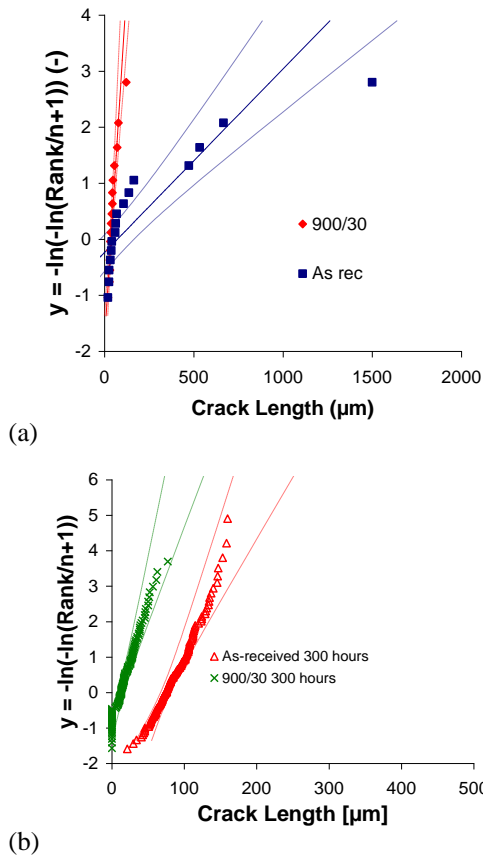 4
3
2
1
0
-1
-2
y = -ln(-ln(Rank/n+1)) (-)
900/30
As rec
0 500 1000 1500 2000
Crack Length (µm)
(a)
6
5
4
3
2
1
0
-1
-2
y = -ln(-ln(Rank/n+1))
As-received 300 hours
900/30 300 hours
0 100 200 300 400 500
Crack Length [µm]
(b)